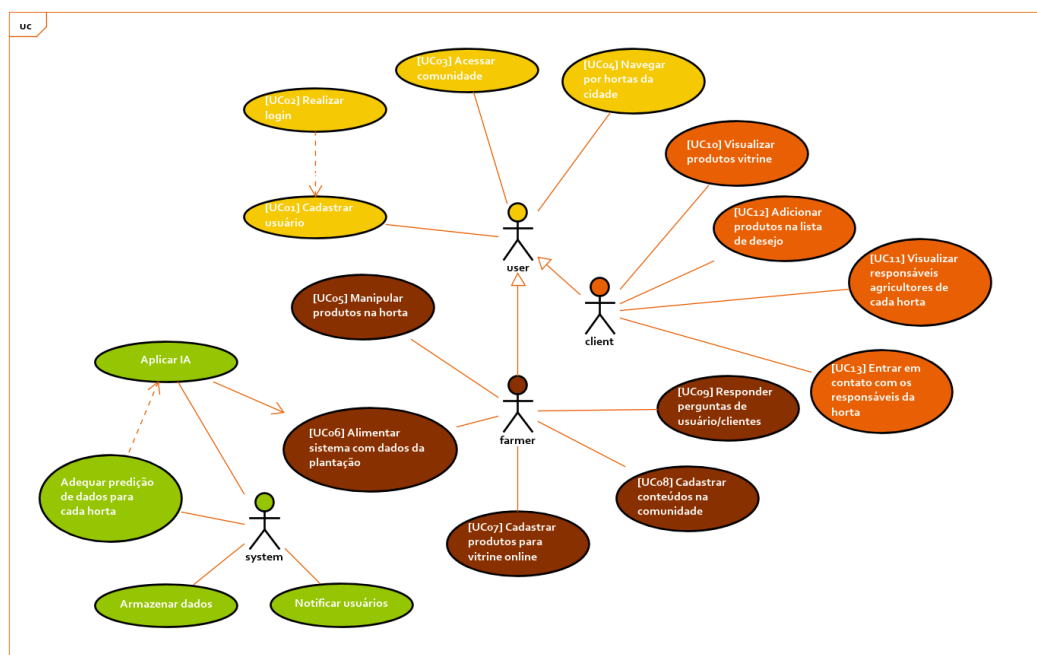 uc
[UC03] Acessar
comunidade
[UC04] Navegar
por hortas da
cidade
[UC02] Realizar
login
[UC10] Visualizar
produtos vitrine
[UC01] Cadastrar
usuário
[UC12] Adicionar
produtos na lista
de desejo
user
[UC11] Visualizar
responsáveis
agricultores de
cada horta
[UC05] Manipular
produtos na horta
client
Aplicar IA
[UC13] Entrar em
contato com os
responsáveis da
horta
[UC09] Responder
perguntas de
usuário/clientes
[UC06] Alimentar
sistema com dados da
plantação
farmer
Adequar predição
de dados para
cada horta
[UC08] Cadastrar
conteúdos na
comunidade
[UC07] Cadastrar
produtos para
vitrine online
system
Armazenar dados
Notificar usuários